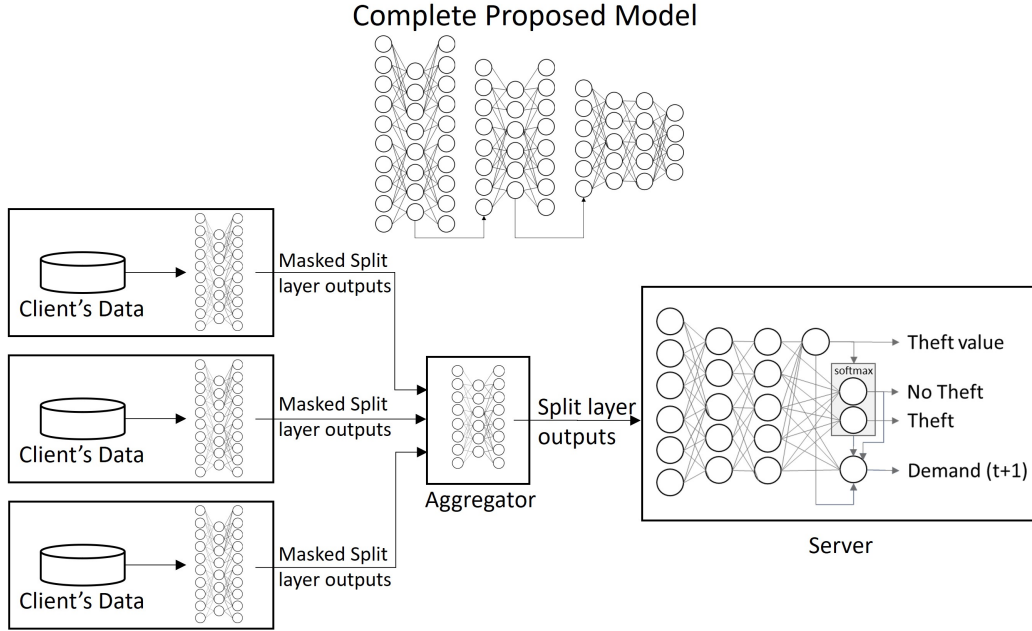 Complete Proposed Model
Client's Data
Masked Split
layer outputs
Client's Data
Masked Split
layer outputs
Client's Data
Masked Split
layer outputs
Aggregator
Split layer
outputs
softmax
Theft value
No Theft
Theft
Demand (t+1)
Server